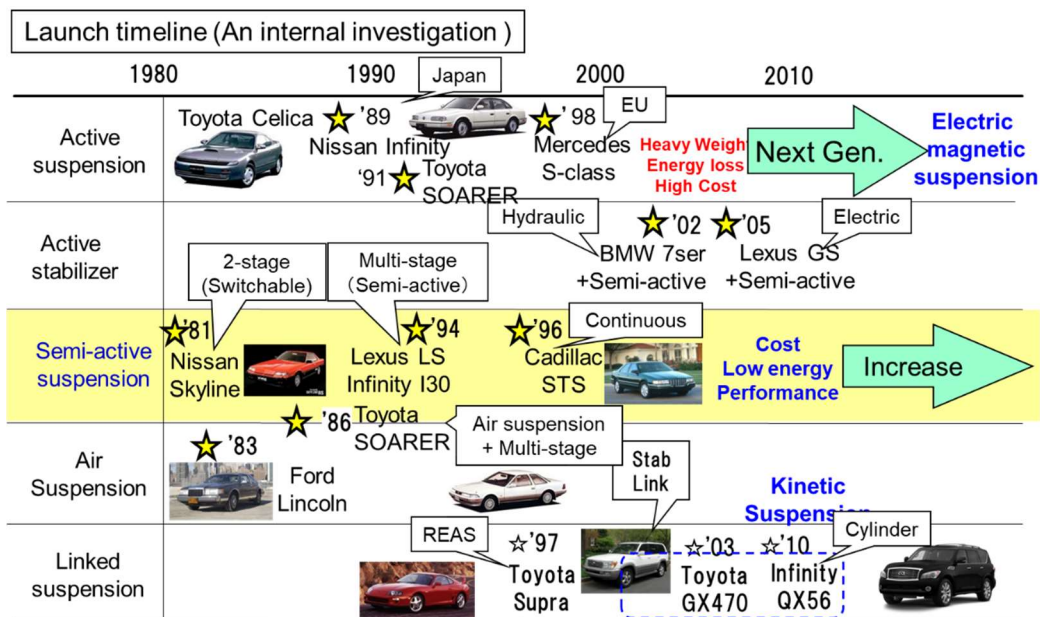 Launch timeline (An internal investigation )
1980
1990
2000
2010
Active
suspension
Toyota Celica
'89
Japan
Nissan Infinity
'91
Toyota
SOARER
'98
EU
Mercedes
S-class
Heavy Weigh
Energy loss
High Cost
Next Gen.
Electric
magnetic
suspension
Active
stabilizer
Hydraulic
'02
BMW 7ser
+Semi-active
'05
Electric
Lexus GS
+Semi-active
2-stage
(Switchable)
Multi-stage
(Semi-active)
Semi-active
suspension
'81
Nissan
Skyline
'94
Lexus LS
Infinity I30
'96
Continuous
Cadillac
STS
Cost
Low energy
Performance
Increase
Air
Suspension
'83
Ford
Lincoln
'86
Toyota
SOARER
Air suspension
+ Multi-stage
Stab
Link
Kinetic
Suspension
Linked
suspension
REAS
'97
Toyota
Supra
'03
Toyota
GX470
'10
Cylinder
Infinity
QX56